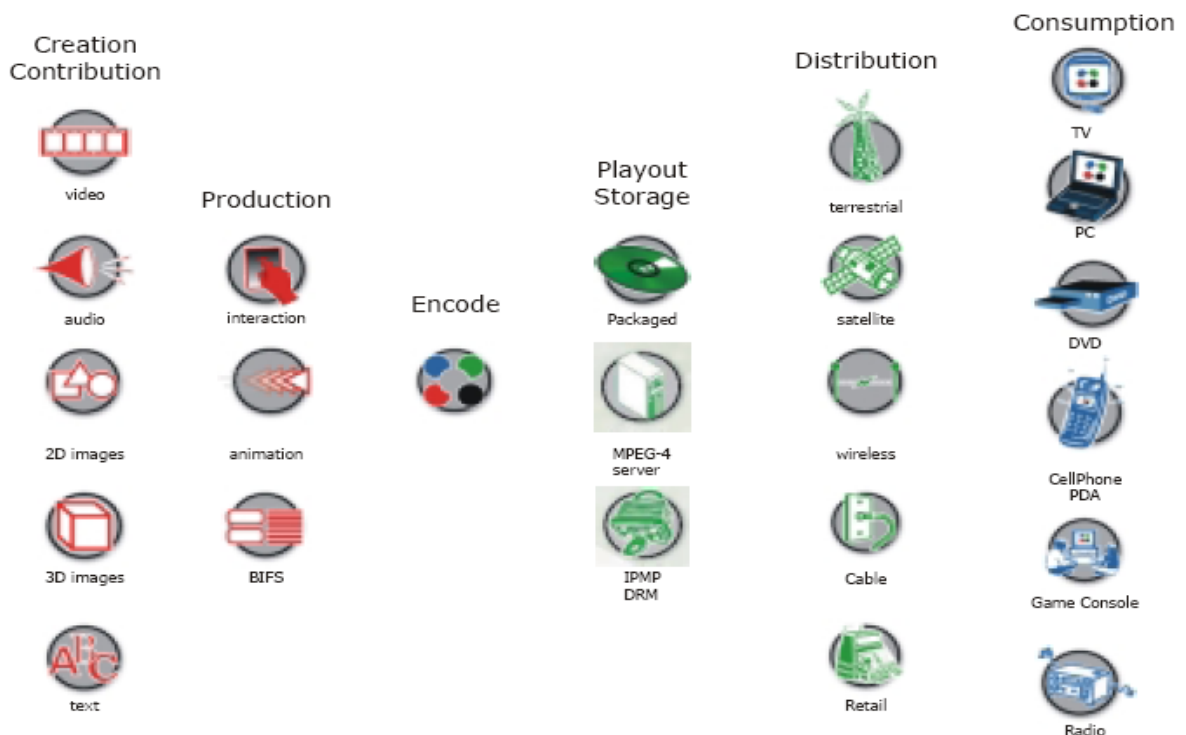 Creation
Contribution
video
audio
2D images
3D images
ABC
text
Production
interaction
animation
BIFS
Encode
Playout
Storage
Packaged
MPEG-4
server
IPMP
DRM
Distribution
terrestrial
satellite
wireless
Cable
Retail
Consumption
TV
PC
DVD
CellPhone
PDA
Game Console
Radio